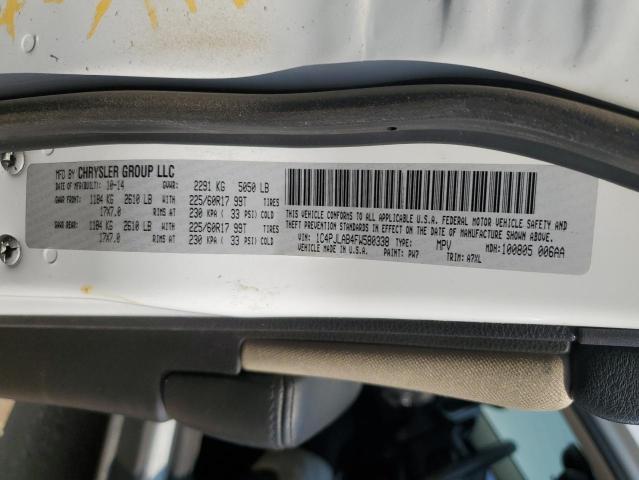 MFD BY CHRYSLER GROUP LLC
DATE OF MFR(BUILT): 10-14 GVWR: 2291 KG 5050 LB
GAWR FRONT: 1184 KG 2610 LB WITH 225/60R17 99T TIRES
17X7.0 RIMS AT 230 KPA ( 33 PSI) COLD
GAWR REAR: 1184 KG 2610 LB WITH 225/60R17 99T TIRES
17X7.0 RIMS AT 230 KPA ( 33 PSI) COLD
THIS VEHICLE CONFORMS TO ALL APPLICABLE U.S.A. FEDERAL MOTOR VEHICLE SAFETY,
BUMPER, AND
THEFT PREVENTION STANDARDS IN EFFECT ON THE DATE OF MANUFACTURE SHOWN ABOVE.
VIN: 1C4PJLAB4FW580338 TYPE: MPV MDH:100805 006AA
VEHICLE MADE IN U.S.A. PAINT: PW7 TRIM: A7XL